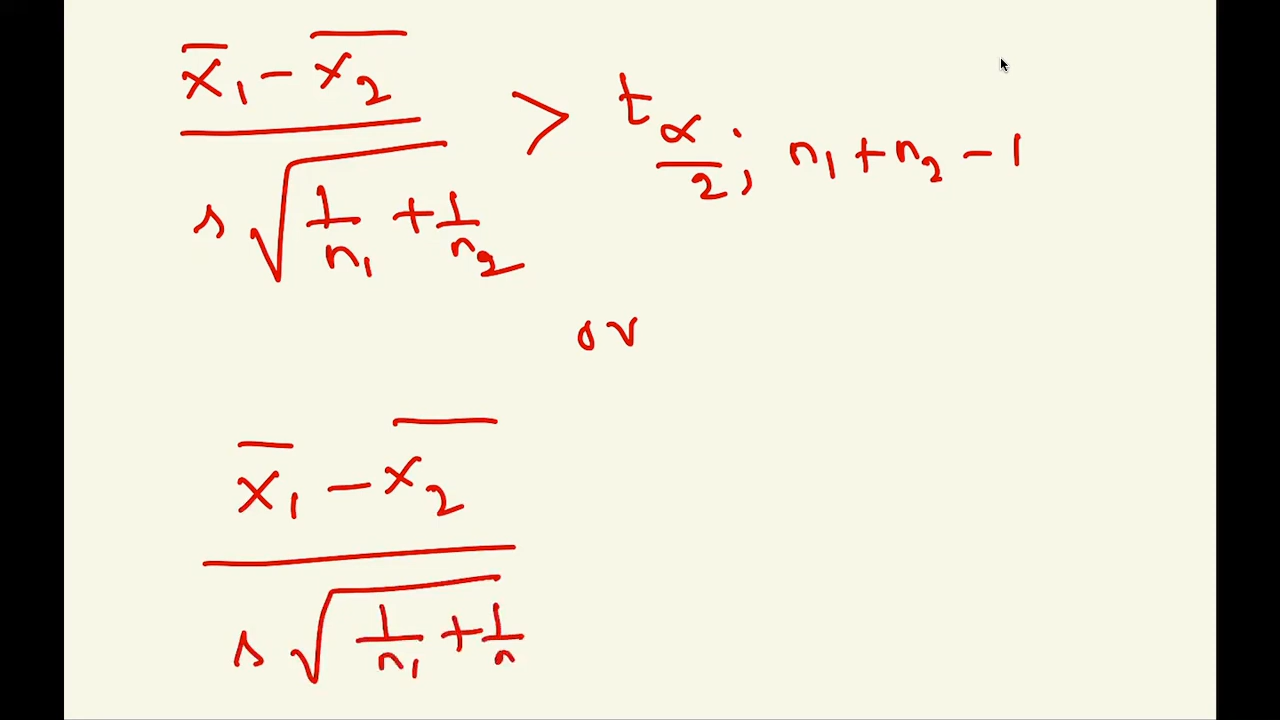 x̄₁ − x̄₂ / s √(1/n₁ + 1/n₂) > t α/2; n₁ + n₂ − 1
or
x̄₁ − x̄₂ / s √(1/n₁ + 1/n